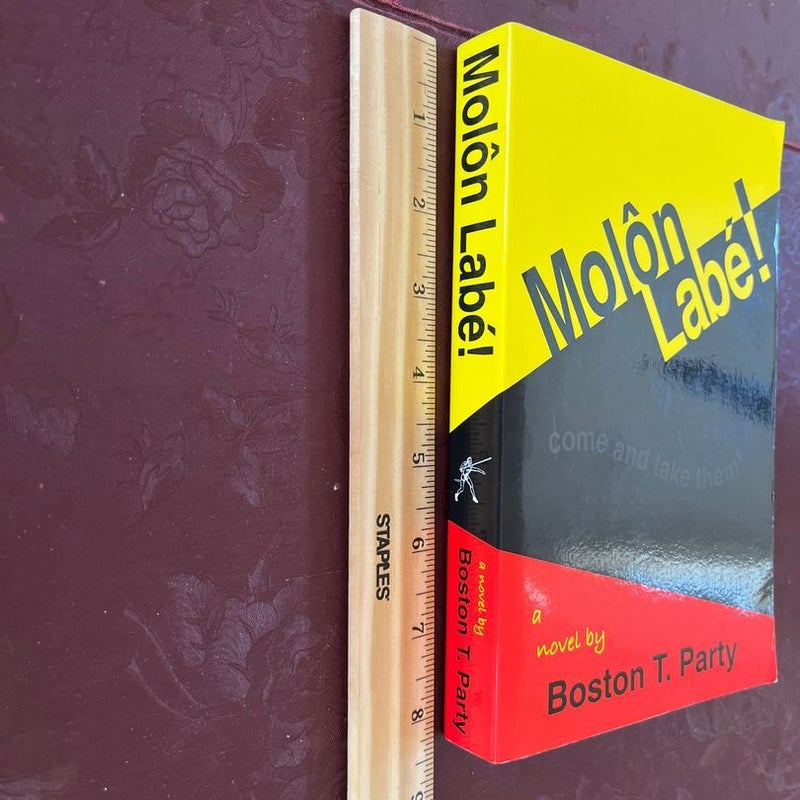 1
2
3
4
5
6
7
8
9
STAPLES
Molôn Labé!
a novel by
Boston T. Party
Molôn
Labé!
come and take them!
a
novel by
Boston T. Party